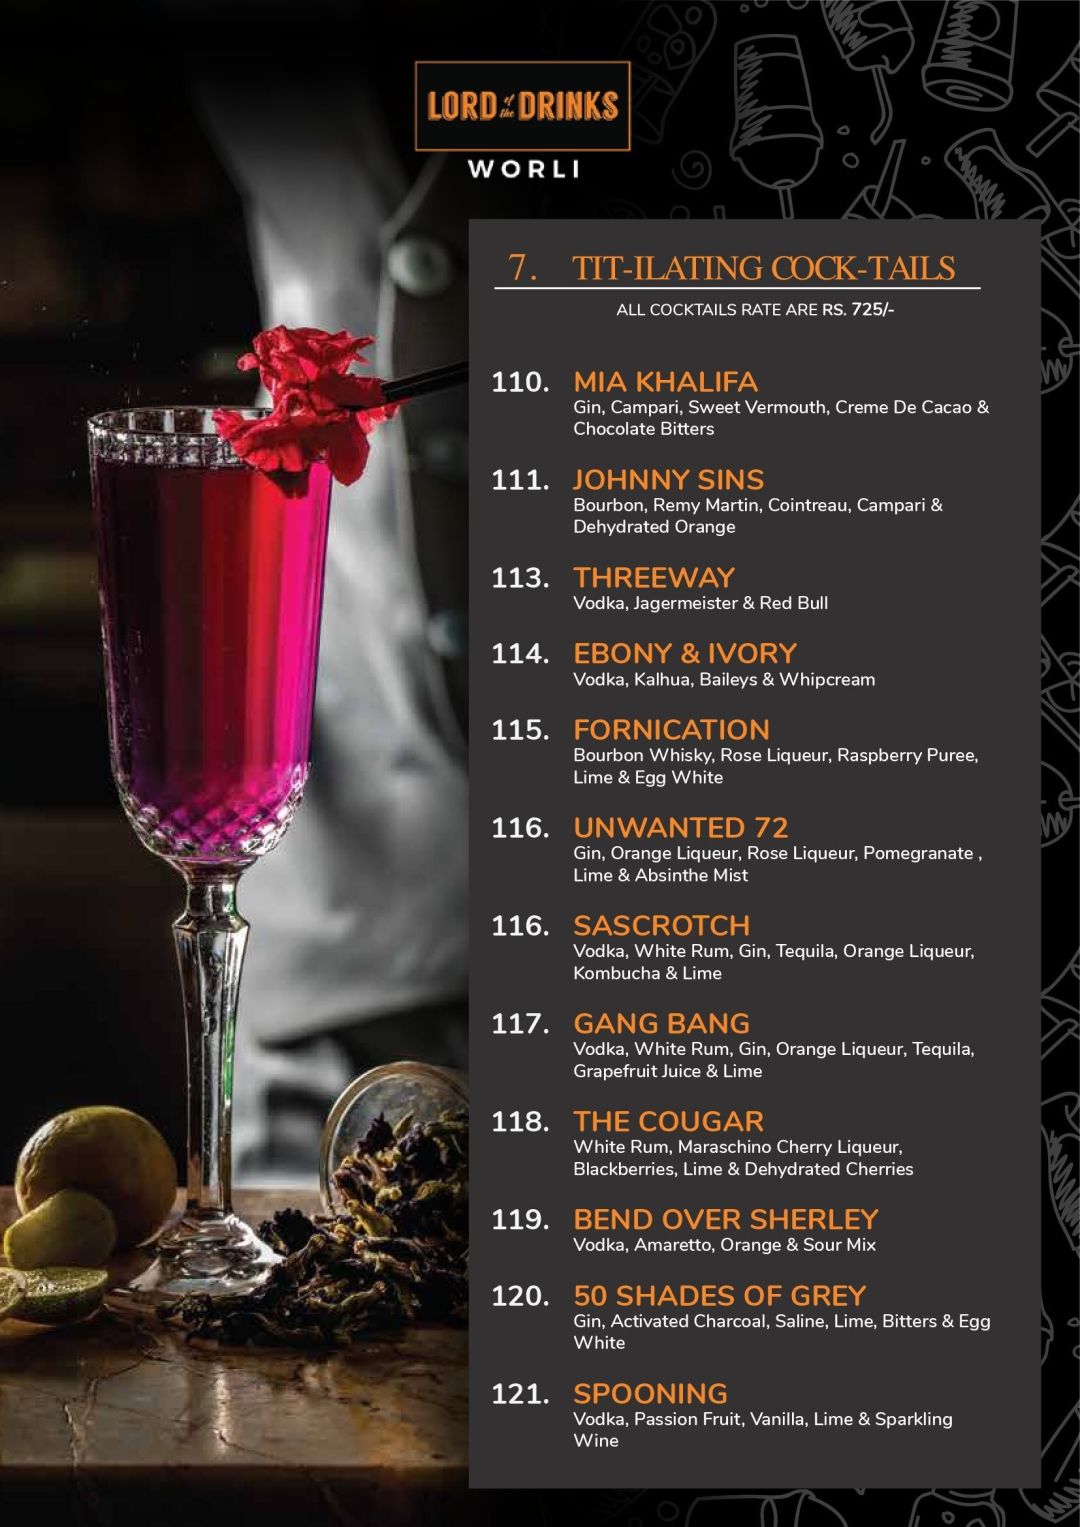 LORD of the DRINKS
WORLI
7. TIT-ILATING COCK-TAILS
ALL COCKTAILS RATE ARE RS. 725/-
110. MIA KHALIFA
Gin, Campari, Sweet Vermouth, Creme De Cacao &
Chocolate Bitters
111. JOHNNY SINS
Bourbon, Remy Martin, Cointreau, Campari &
Dehydrated Orange
113. THREEWAY
Vodka, Jagermeister & Red Bull
114. EBONY & IVORY
Vodka, Kalhua, Baileys & Whipcream
115. FORNICATION
Bourbon Whisky, Rose Liqueur, Raspberry Puree,
Lime & Egg White
116. UNWANTED 72
Gin, Orange Liqueur, Rose Liqueur, Pomegranate ,
Lime & Absinthe Mist
116. SASCROTCH
Vodka, White Rum, Gin, Tequila, Orange Liqueur,
Kombucha & Lime
117. GANG BANG
Vodka, White Rum, Gin, Orange Liqueur, Tequila,
Grapefruit Juice & Lime
118. THE COUGAR
White Rum, Maraschino Cherry Liqueur,
Blackberries, Lime & Dehydrated Cherries
119. BEND OVER SHERLEY
Vodka, Amaretto, Orange & Sour Mix
120. 50 SHADES OF GREY
Gin, Activated Charcoal, Saline, Lime, Bitters & Egg
White
121. SPOONING
Vodka, Passion Fruit, Vanilla, Lime & Sparkling
Wine